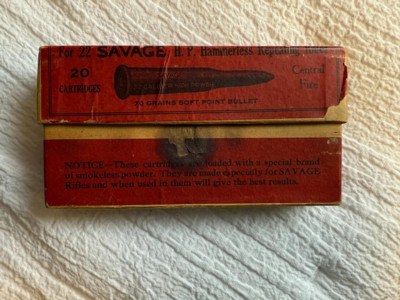 For 22 SAVAGE H. P. Hammerless Repeating
20
CARTRIDGES
Central
Fire
70 GRAINS SOFT POINT BULLET
NOTICE—These cartridges are loaded with a special brand
of smokeless powder. They are made especially for SAVAGE
Rifles and when used in them will give the best results.